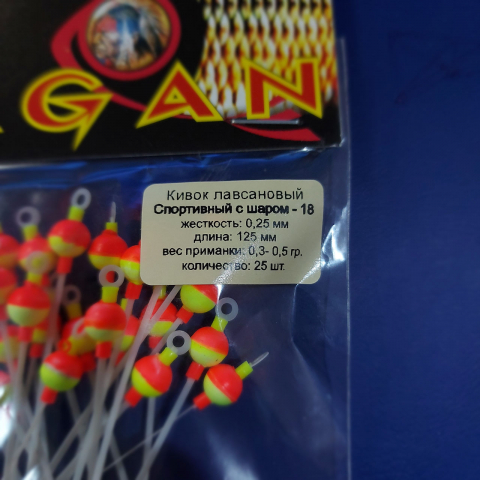 GAN
Кивок лавсановый
Спортивный с шаром - 18
жесткость: 0,25 мм
длина: 125 мм
вес приманки: 0,3- 0,5 гр.
количество: 25 шт.